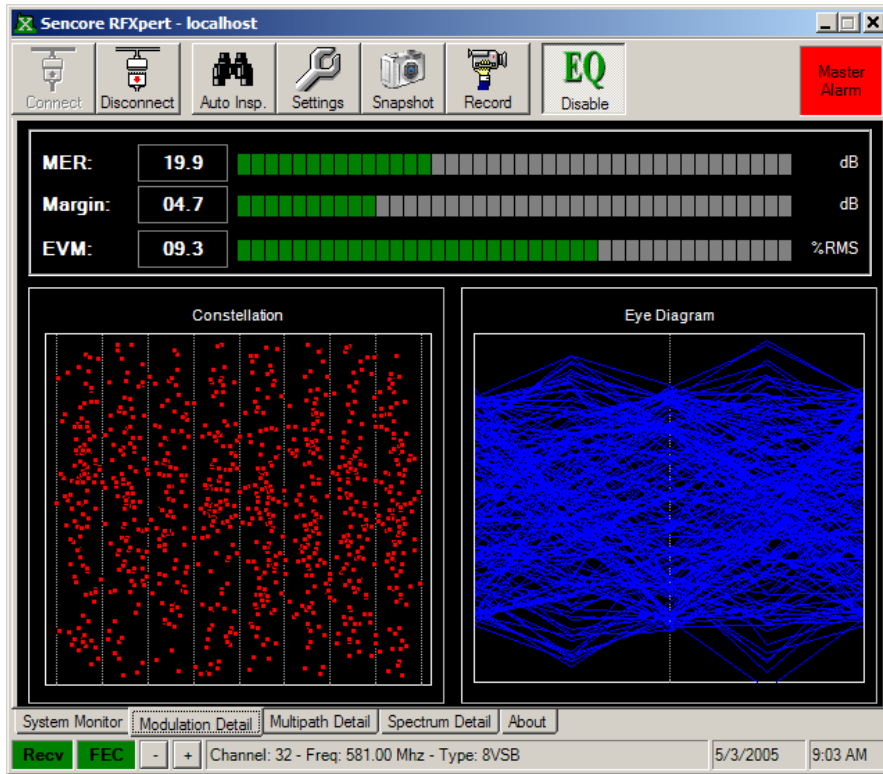 Sencore RFXpert - localhost
Connect Disconnect Auto Insp. Settings Snapshot Record EQ Disable Master Alarm
MER: 19.9 dB
Margin: 04.7 dB
EVM: 09.3 %RMS
Constellation Eye Diagram
System Monitor Modulation Detail Multipath Detail Spectrum Detail About
Recv FEC - + Channel: 32 - Freq: 581.00 Mhz - Type: 8VSB 5/3/2005 9:03 AM